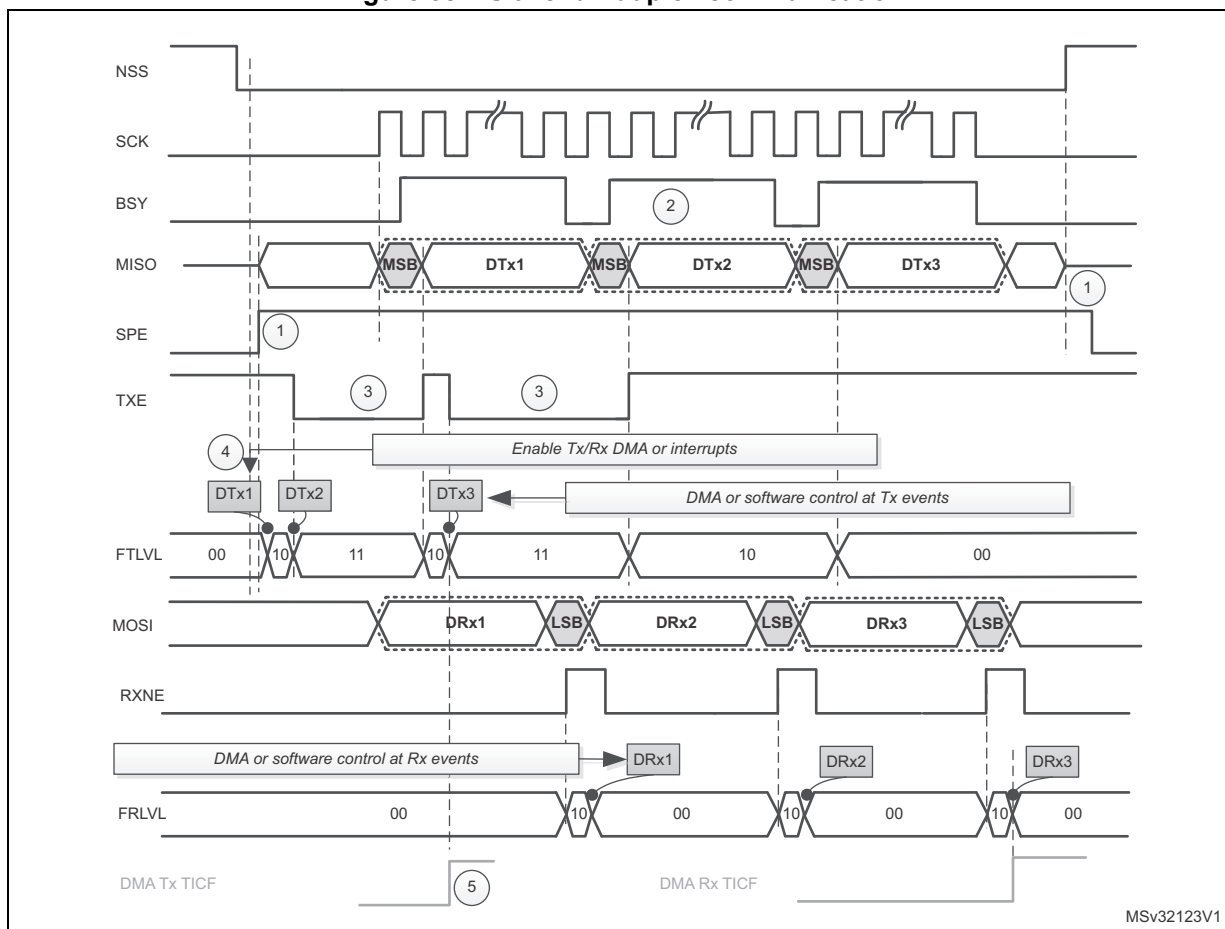 NSS
SCK
BSY
2
MISO
MSB
DTx1
MSB
DTx2
MSB
DTx3
1
SPE
1
TXE
3
3
4
Enable Tx/Rx DMA or interrupts
DTx1
DTx2
DTx3
DMA or software control at Tx events
FTLVL
00
10
11
10
11
10
00
MOSI
DRx1
LSB
DRx2
LSB
DRx3
LSB
RXNE
DMA or software control at Rx events
DRx1
DRx2
DRx3
FRLVL
00
10
00
10
00
10
00
DMA Tx TICF
5
DMA Rx TICF
MSv32123V1